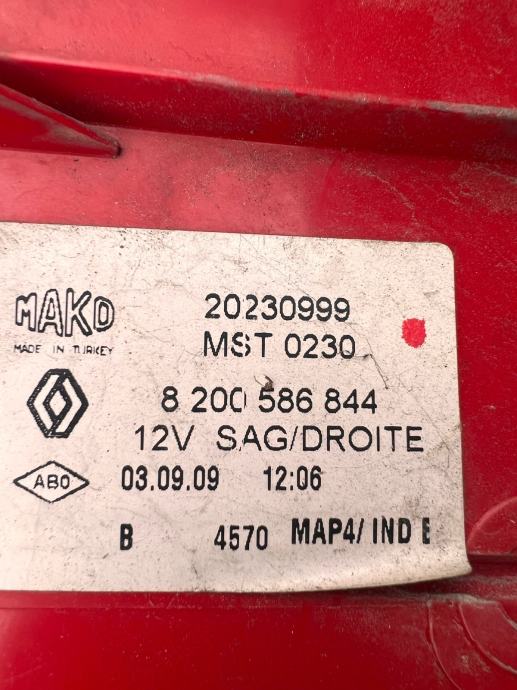 MAKO
MADE IN TURKEY
20230999
MST 0230
8 200 586 844
12V SAG/DROITE
ABO
03.09.09 12:06
B 4570 MAP4/ IND E